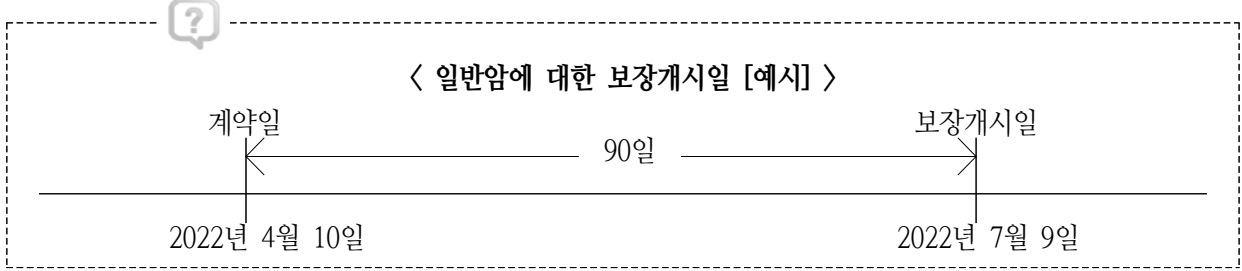 ?
〈 일반암에 대한 보장개시일 [예시] 〉
계약일 보장개시일
90일
2022년 4월 10일 2022년 7월 9일